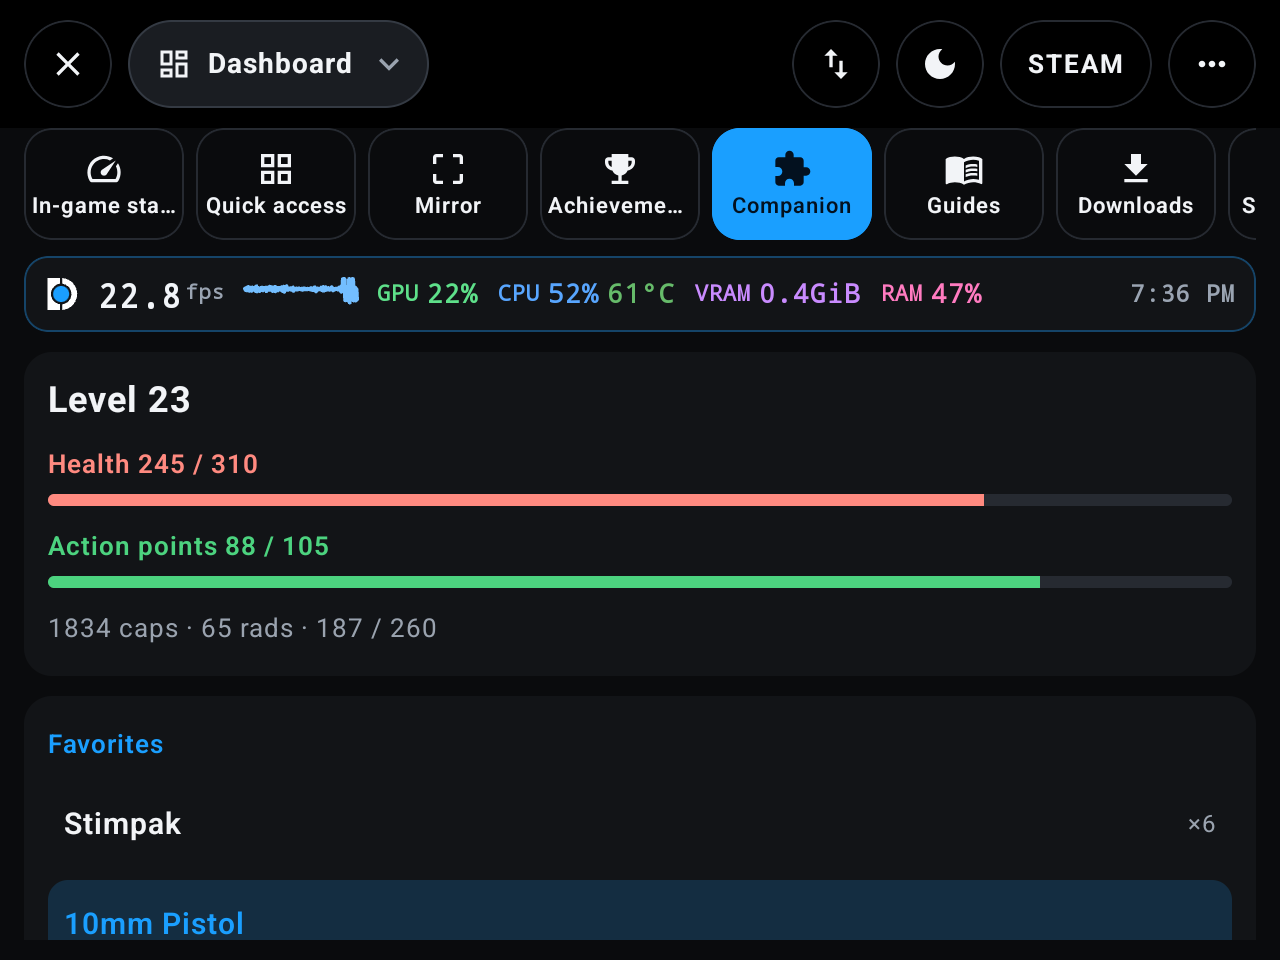 Dashboard
STEAM
In-game sta...
Quick access
Mirror
Achieveme...
Companion
Guides
Downloads
S
22.8 fps GPU 22% CPU 52% 61°C VRAM 0.4GiB RAM 47% 7:36 PM
Level 23
Health 245 / 310
Action points 88 / 105
1834 caps · 65 rads · 187 / 260
Favorites
Stimpak ×6
10mm Pistol